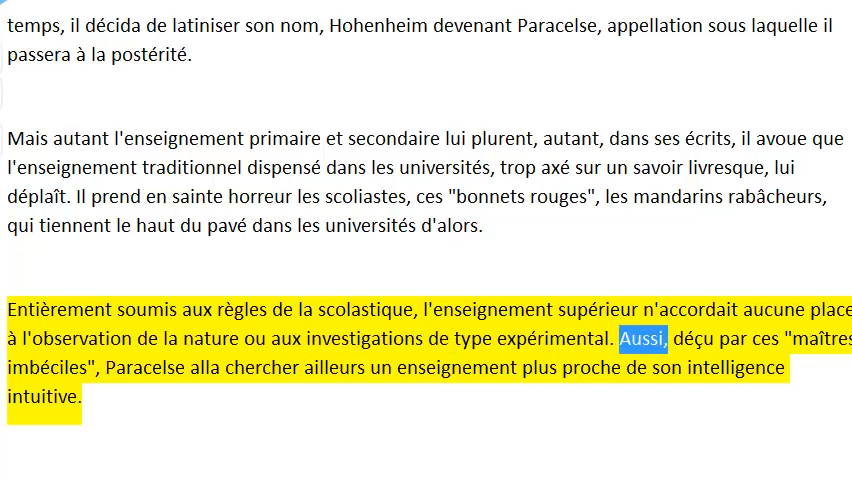 temps, il décida de latiniser son nom, Hohenheim devenant Paracelse, appellation sous laquelle il
passera à la postérité.
Mais autant l'enseignement primaire et secondaire lui plurent, autant, dans ses écrits, il avoue que
l'enseignement traditionnel dispensé dans les universités, trop axé sur un savoir livresque, lui
déplaît. Il prend en sainte horreur les scoliastes, ces "bonnets rouges", les mandarins rabâcheurs,
qui tiennent le haut du pavé dans les universités d'alors.
Entièrement soumis aux règles de la scolastique, l'enseignement supérieur n'accordait aucune place
à l'observation de la nature ou aux investigations de type expérimental. Aussi, déçu par ces "maîtres
imbéciles", Paracelse alla chercher ailleurs un enseignement plus proche de son intelligence
intuitive.